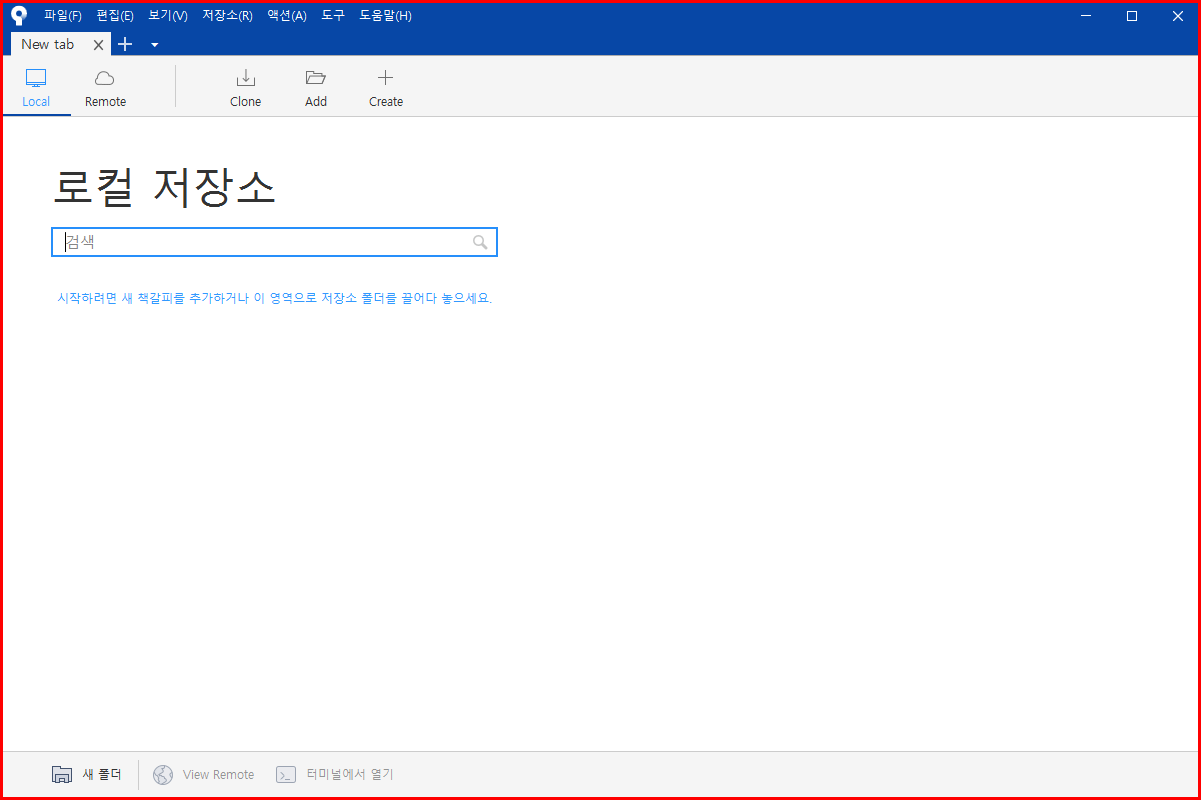 파일(F) 편집(E) 보기(V) 저장소(R) 액션(A) 도구 도움말(H)
New tab
Local Remote Clone Add Create
로컬 저장소
검색
시작하려면 새 책갈피를 추가하거나 이 영역으로 저장소 폴더를 끌어다 놓으세요.
새 폴더 View Remote 터미널에서 열기